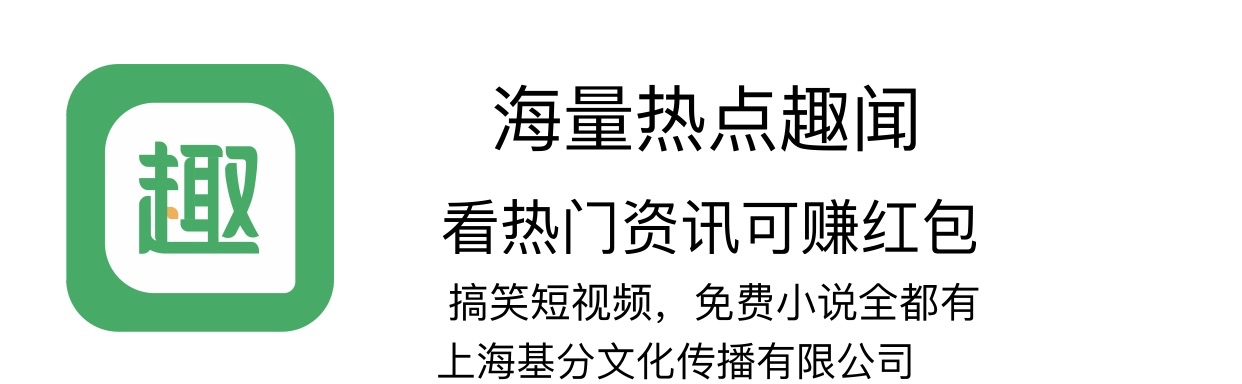 趣
海量热点趣闻
看热门资讯可赚红包
搞笑短视频，免费小说全都有
上海基分文化传播有限公司